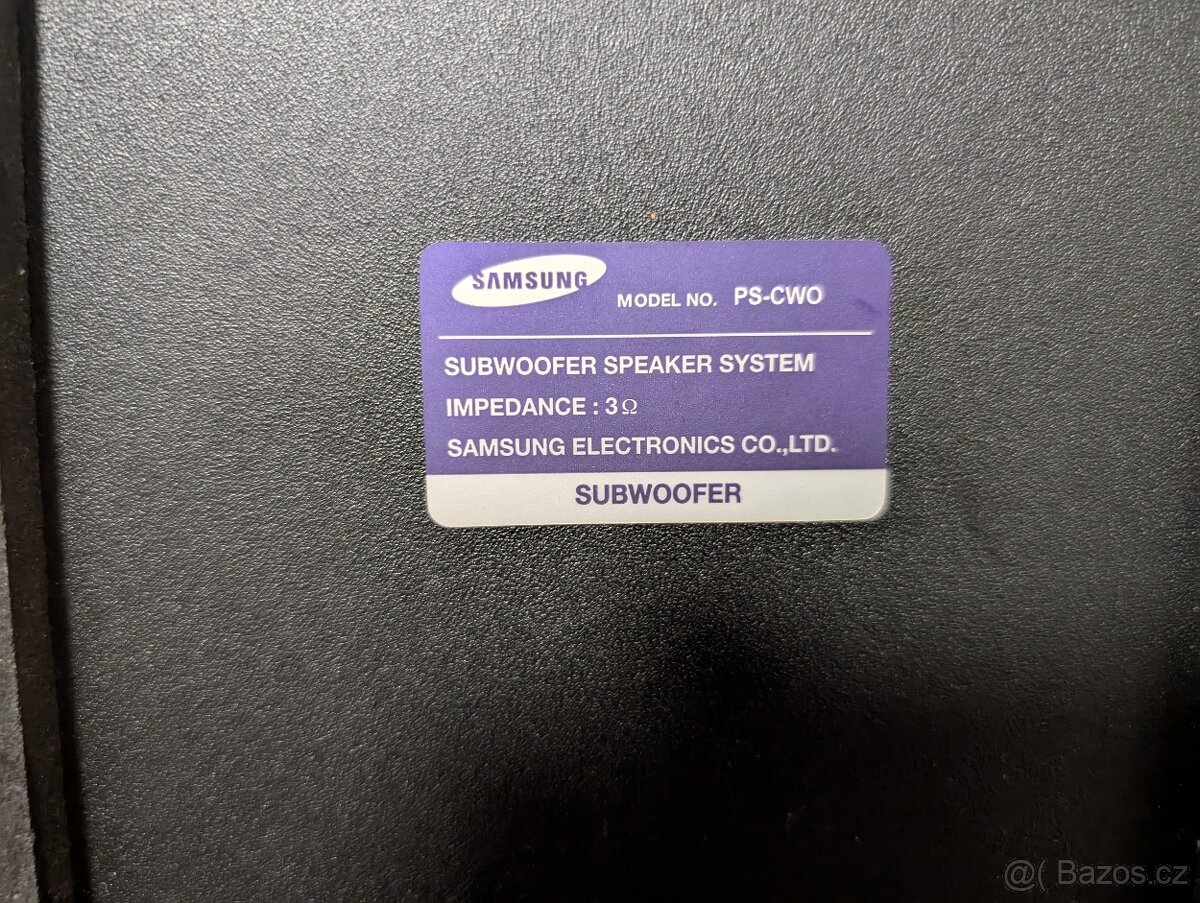 SAMSUNG MODEL NO. PS-CWO
SUBWOOFER SPEAKER SYSTEM
IMPEDANCE : 3Ω
SAMSUNG ELECTRONICS CO.,LTD.
SUBWOOFER
@( Bazos.cz